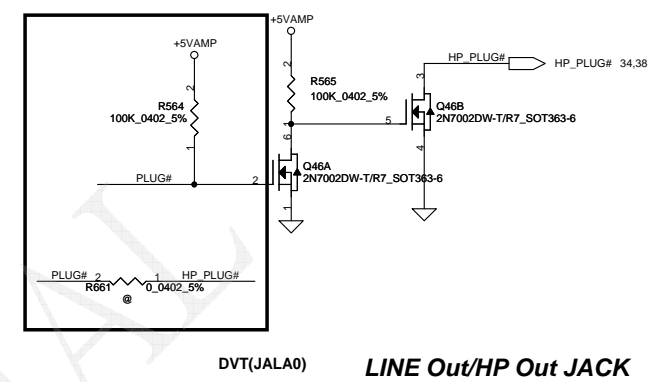 +5VAMP
+5VAMP
2
R564
100K_0402_5%
1
PLUG#
2
2
R565
100K_0402_5%
1
6
Q46A
2N7002DW-T/R7_SOT363-6
1
5
3
Q46B
2N7002DW-T/R7_SOT363-6
4
HP_PLUG#
HP_PLUG# 34,38
PLUG# 2 1 HP_PLUG#
R661 0_0402_5%
@
DVT(JALA0)
LINE Out/HP Out JACK